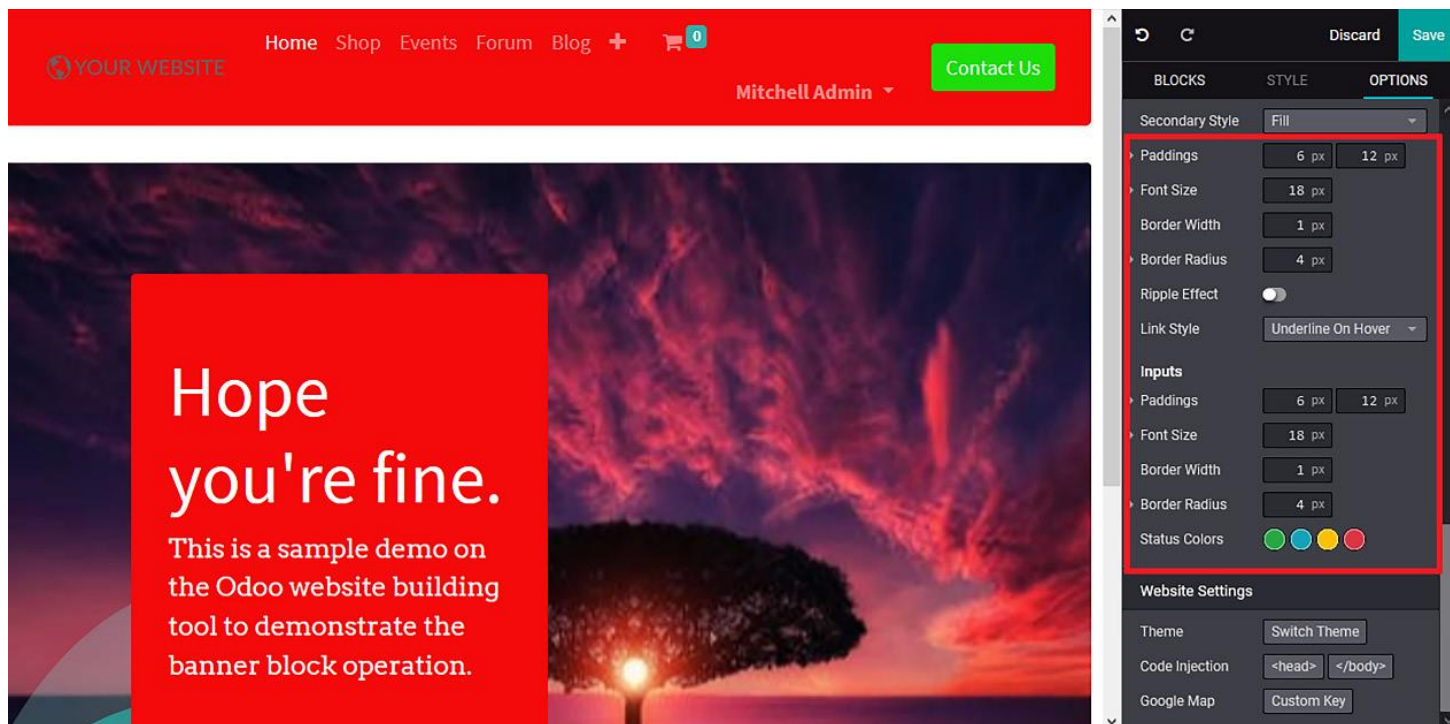 YOUR WEBSITE
Home Shop Events Forum Blog 0
Mitchell Admin
Contact Us
Hope
you're fine.
This is a sample demo on
the Odoo website building
tool to demonstrate the
banner block operation.
Discard Save
BLOCKS STYLE OPTIONS
Secondary Style Fill
Paddings 6 px 12 px
Font Size 18 px
Border Width 1 px
Border Radius 4 px
Ripple Effect
Link Style Underline On Hover
Inputs
Paddings 6 px 12 px
Font Size 18 px
Border Width 1 px
Border Radius 4 px
Status Colors
Website Settings
Theme Switch Theme
Code Injection <head> </body>
Google Map Custom Key